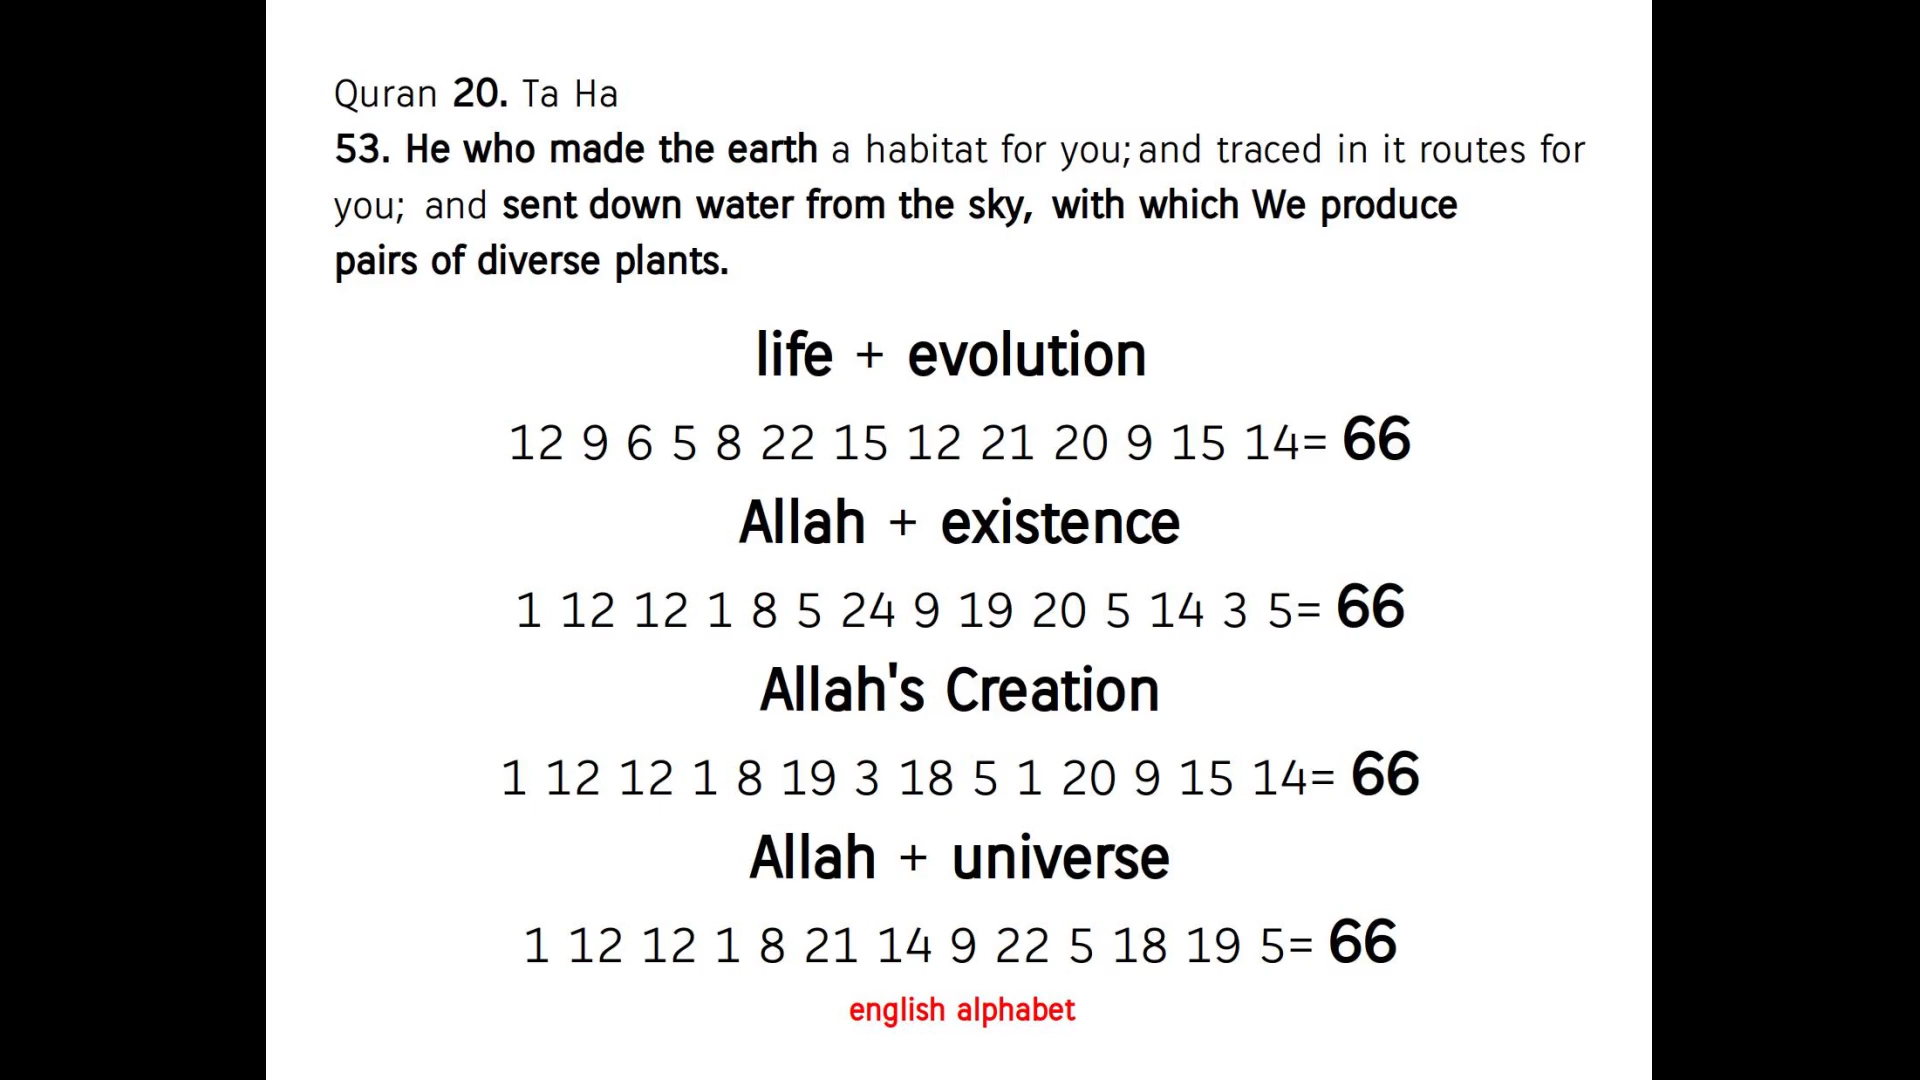 Quran 20. Ta Ha
53. He who made the earth a habitat for you; and traced in it routes for
you; and sent down water from the sky, with which We produce
pairs of diverse plants.
life + evolution
12 9 6 5 8 22 15 12 21 20 9 15 14= 66
Allah + existence
1 12 12 1 8 5 24 9 19 20 5 14 3 5= 66
Allah's Creation
1 12 12 1 8 19 3 18 5 1 20 9 15 14= 66
Allah + universe
1 12 12 1 8 21 14 9 22 5 18 19 5= 66
english alphabet